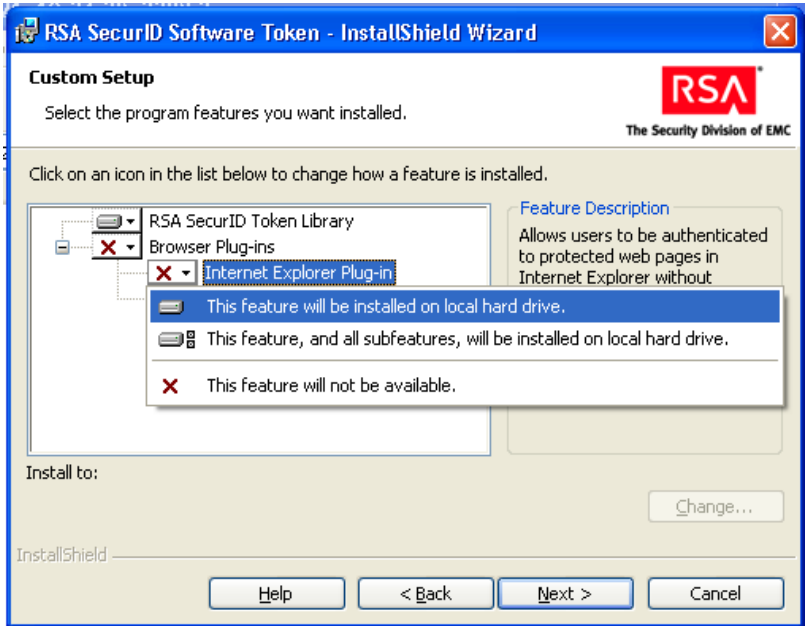 RSA SecurID Software Token - InstallShield Wizard
Custom Setup
Select the program features you want installed.
RSA
The Security Division of EMC
Click on an icon in the list below to change how a feature is installed.
RSA SecurID Token Library
Browser Plug-ins
Internet Explorer Plug-in
This feature will be installed on local hard drive.
This feature, and all subfeatures, will be installed on local hard drive.
This feature will not be available.
Feature Description
Allows users to be authenticated
to protected web pages in
Internet Explorer without
Install to:
Change...
InstallShield
Help
< Back
Next >
Cancel